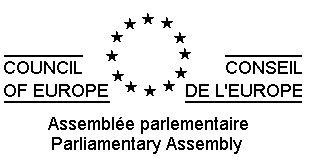 COUNCIL
OF EUROPE
CONSEIL
DE L'EUROPE
Assemblée parlementaire
Parliamentary Assembly